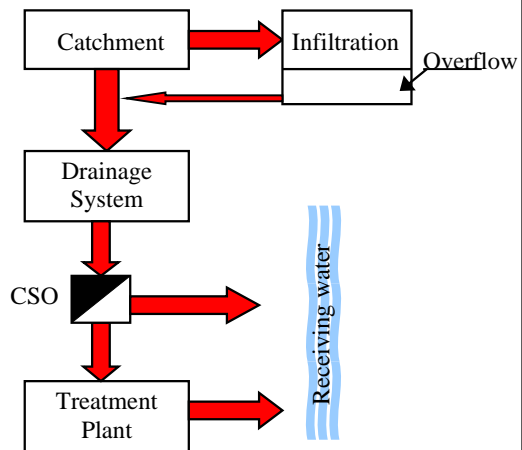 Catchment
Infiltration
Overflow
Drainage
System
CSO
Receiving water
Treatment
Plant